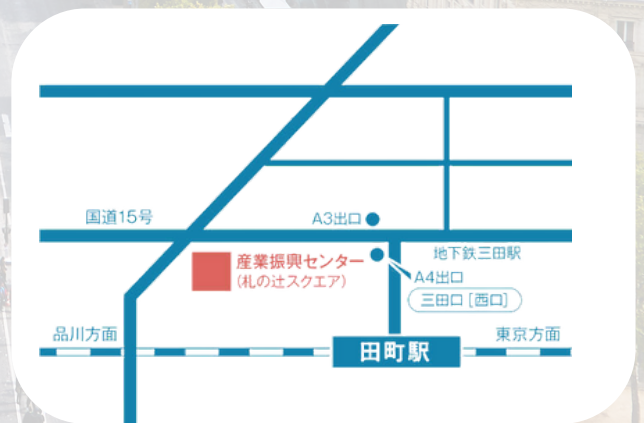 国道15号
A3出口
産業振興センター
(札の辻スクエア)
地下鉄三田駅
A4出口
三田口[西口]
品川方面
田町駅
東京方面